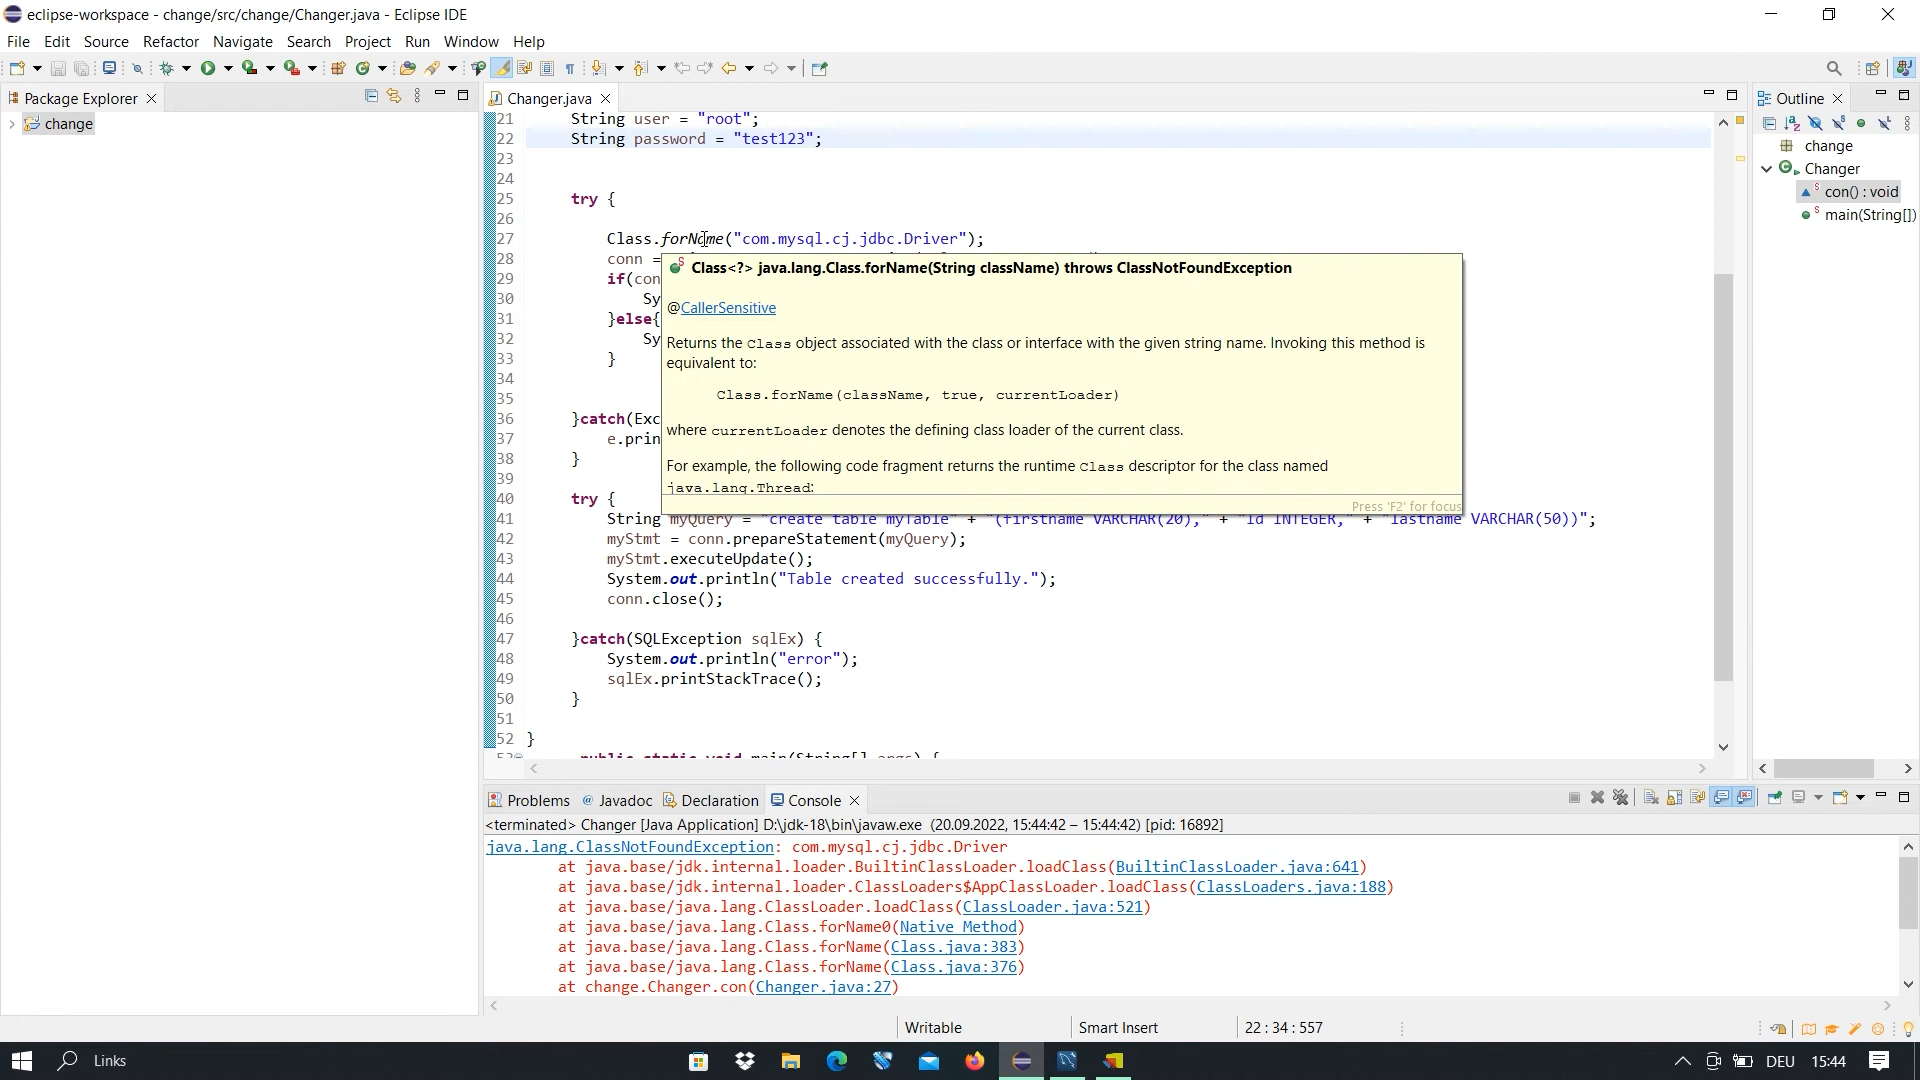 eclipse-workspace - change/src/change/Changer.java - Eclipse IDE
File Edit Source Refactor Navigate Search Project Run Window Help
Package Explorer
Changer.java
Outline
change
21 String user = "root";
22 String password = "test123";
23
24
25 try {
26
27 Class.forName("com.mysql.cj.jdbc.Driver");
28 conn =
29 if(con
30 Sy
31 }else{
32 Sy
33 }
34
35
36 }catch(Exc
37 e.prin
38 }
39
40 try {
41 String myQuery = "create table myTable" + "(firstname VARCHAR(20)," + "id INTEGER," + "lastname VARCHAR(50))";
42 myStmt = conn.prepareStatement(myQuery);
43 myStmt.executeUpdate();
44 System.out.println("Table created successfully.");
45 conn.close();
46
47 }catch(SQLException sqlEx) {
48 System.out.println("error");
49 sqlEx.printStackTrace();
50 }
51
52 }
53 public static void main(String[] args) {
Class<?> java.lang.Class.forName(String className) throws ClassNotFoundException
@CallerSensitive
Returns the Class object associated with the class or interface with the given string name. Invoking this method is
equivalent to:
Class.forName(className, true, currentLoader)
where currentLoader denotes the defining class loader of the current class.
For example, the following code fragment returns the runtime Class descriptor for the class named
java.lang.Thread:
Press 'F2' for focus
change
Changer
con() : void
main(String[])
Problems @ Javadoc Declaration Console
<terminated> Changer [Java Application] D:\jdk-18\bin\javaw.exe (20.09.2022, 15:44:42 – 15:44:42) [pid: 16892]
java.lang.ClassNotFoundException: com.mysql.cj.jdbc.Driver
at java.base/jdk.internal.loader.BuiltinClassLoader.loadClass(BuiltinClassLoader.java:641)
at java.base/jdk.internal.loader.ClassLoaders$AppClassLoader.loadClass(ClassLoaders.java:188)
at java.base/java.lang.ClassLoader.loadClass(ClassLoader.java:521)
at java.base/java.lang.Class.forName0(Native Method)
at java.base/java.lang.Class.forName(Class.java:383)
at java.base/java.lang.Class.forName(Class.java:376)
at change.Changer.con(Changer.java:27)
Writable Smart Insert 22 : 34 : 557
Links DEU 15:44